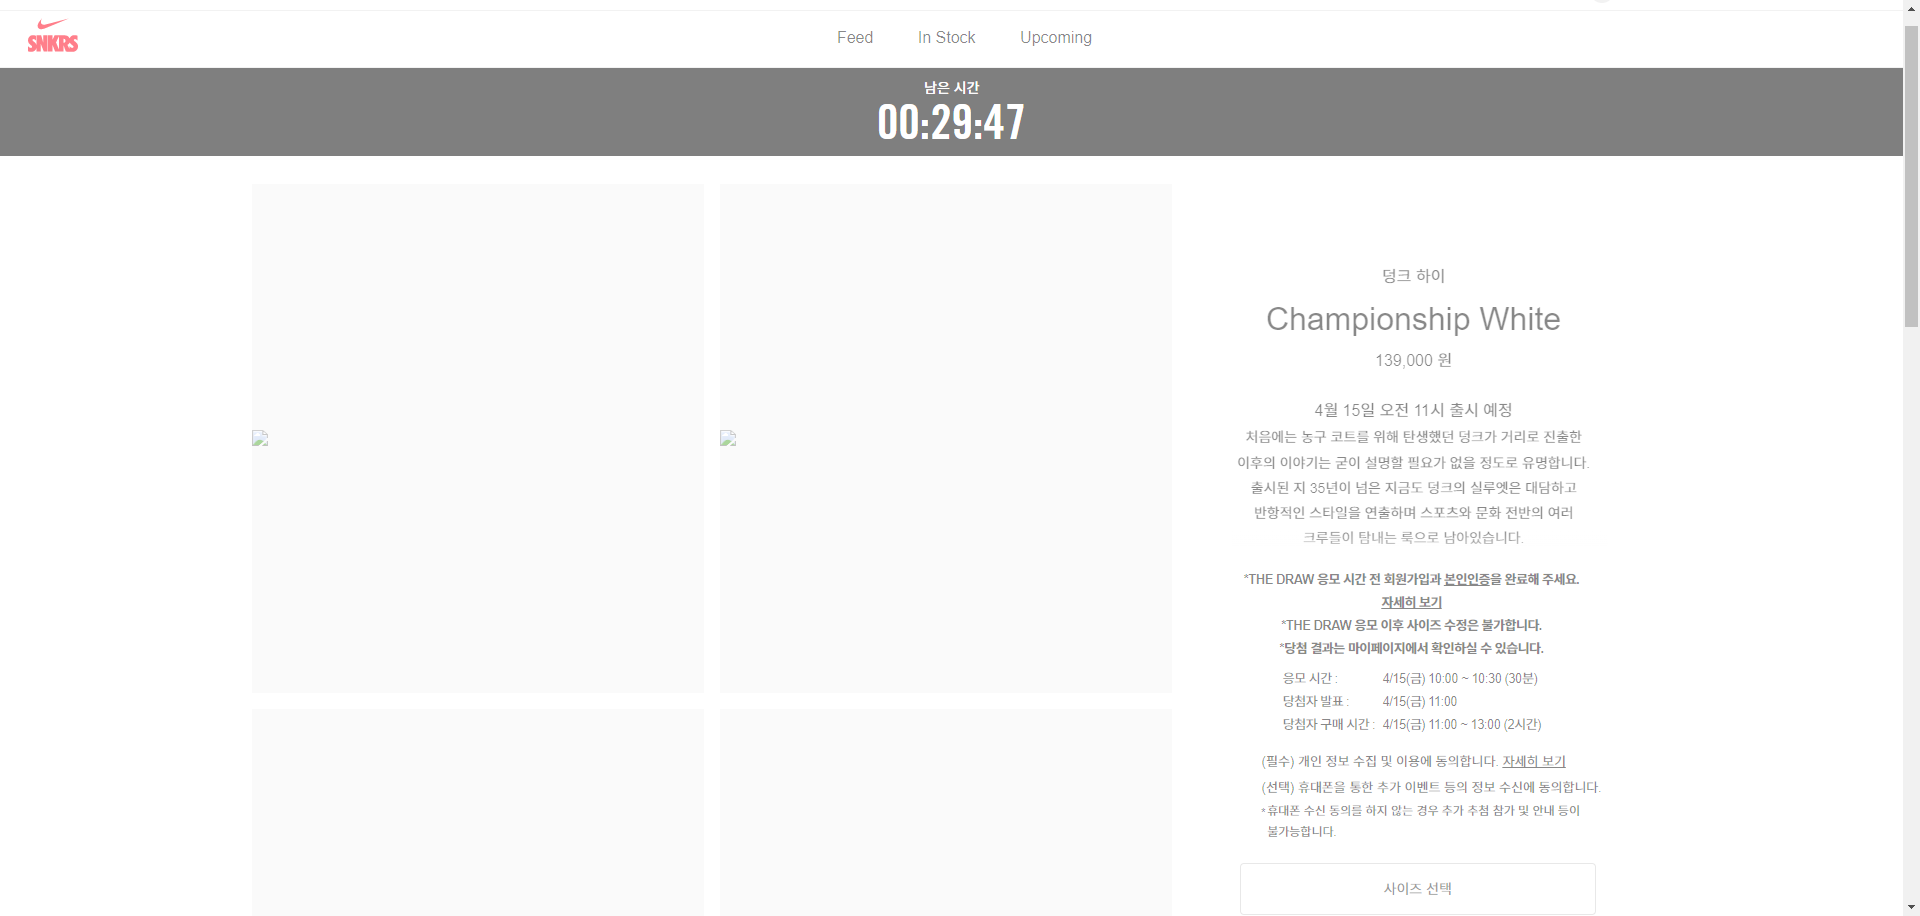 SNKRS
Feed
In Stock
Upcoming
남은 시간
00:29:47
덩크 하이
Championship White
139,000 원
4월 15일 오전 11시 출시 예정
처음에는 농구 코트를 위해 탄생했던 덩크가 거리로 진출한
이후의 이야기는 굳이 설명할 필요가 없을 정도로 유명합니다.
출시된 지 35년이 넘은 지금도 덩크의 실루엣은 대담하고
반항적인 스타일을 연출하며 스포츠와 문화 전반의 여러
크루들이 탐내는 룩으로 남아있습니다.
*THE DRAW 응모 시간 전 회원가입과 본인인증을 완료해 주세요.
자세히 보기
*THE DRAW 응모 이후 사이즈 수정은 불가합니다.
*당첨 결과는 마이페이지에서 확인하실 수 있습니다.
응모 시간 : 4/15(금) 10:00 ~ 10:30 (30분)
당첨자 발표 : 4/15(금) 11:00
당첨자 구매 시간 : 4/15(금) 11:00 ~ 13:00 (2시간)
(필수) 개인 정보 수집 및 이용에 동의합니다. 자세히 보기
(선택) 휴대폰을 통한 추가 이벤트 등의 정보 수신에 동의합니다.
*휴대폰 수신 동의를 하지 않는 경우 추가 추첨 참가 및 안내 등이
불가능합니다.
사이즈 선택